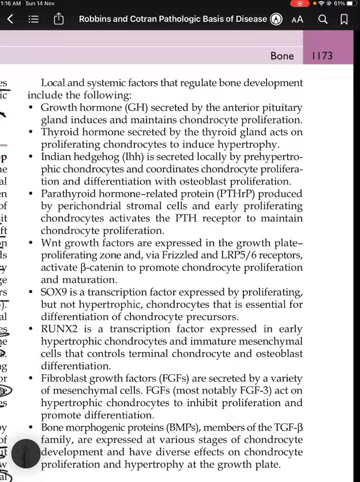 1:16 AM Sun 14 Nov
61%
Robbins and Cotran Pathologic Basis of Disease
AA
Bone 1173
Local and systemic factors that regulate bone development
include the following:
• Growth hormone (GH) secreted by the anterior pituitary
gland induces and maintains chondrocyte proliferation.
• Thyroid hormone secreted by the thyroid gland acts on
proliferating chondrocytes to induce hypertrophy.
• Indian hedgehog (Ihh) is secreted locally by prehypertro-
phic chondrocytes and coordinates chondrocyte prolifera-
tion and differentiation with osteoblast proliferation.
• Parathyroid hormone–related protein (PTHrP) produced
by perichondrial stromal cells and early proliferating
chondrocytes activates the PTH receptor to maintain
chondrocyte proliferation.
• Wnt growth factors are expressed in the growth plate–
proliferating zone and, via Frizzled and LRP5/6 receptors,
activate β-catenin to promote chondrocyte proliferation
and maturation.
• SOX9 is a transcription factor expressed by proliferating,
but not hypertrophic, chondrocytes that is essential for
differentiation of chondrocyte precursors.
• RUNX2 is a transcription factor expressed in early
hypertrophic chondrocytes and immature mesenchymal
cells that controls terminal chondrocyte and osteoblast
differentiation.
• Fibroblast growth factors (FGFs) are secreted by a variety
of mesenchymal cells. FGFs (most notably FGF-3) act on
hypertrophic chondrocytes to inhibit proliferation and
promote differentiation.
• Bone morphogenic proteins (BMPs), members of the TGF-β
family, are expressed at various stages of chondrocyte
development and have diverse effects on chondrocyte
proliferation and hypertrophy at the growth plate.